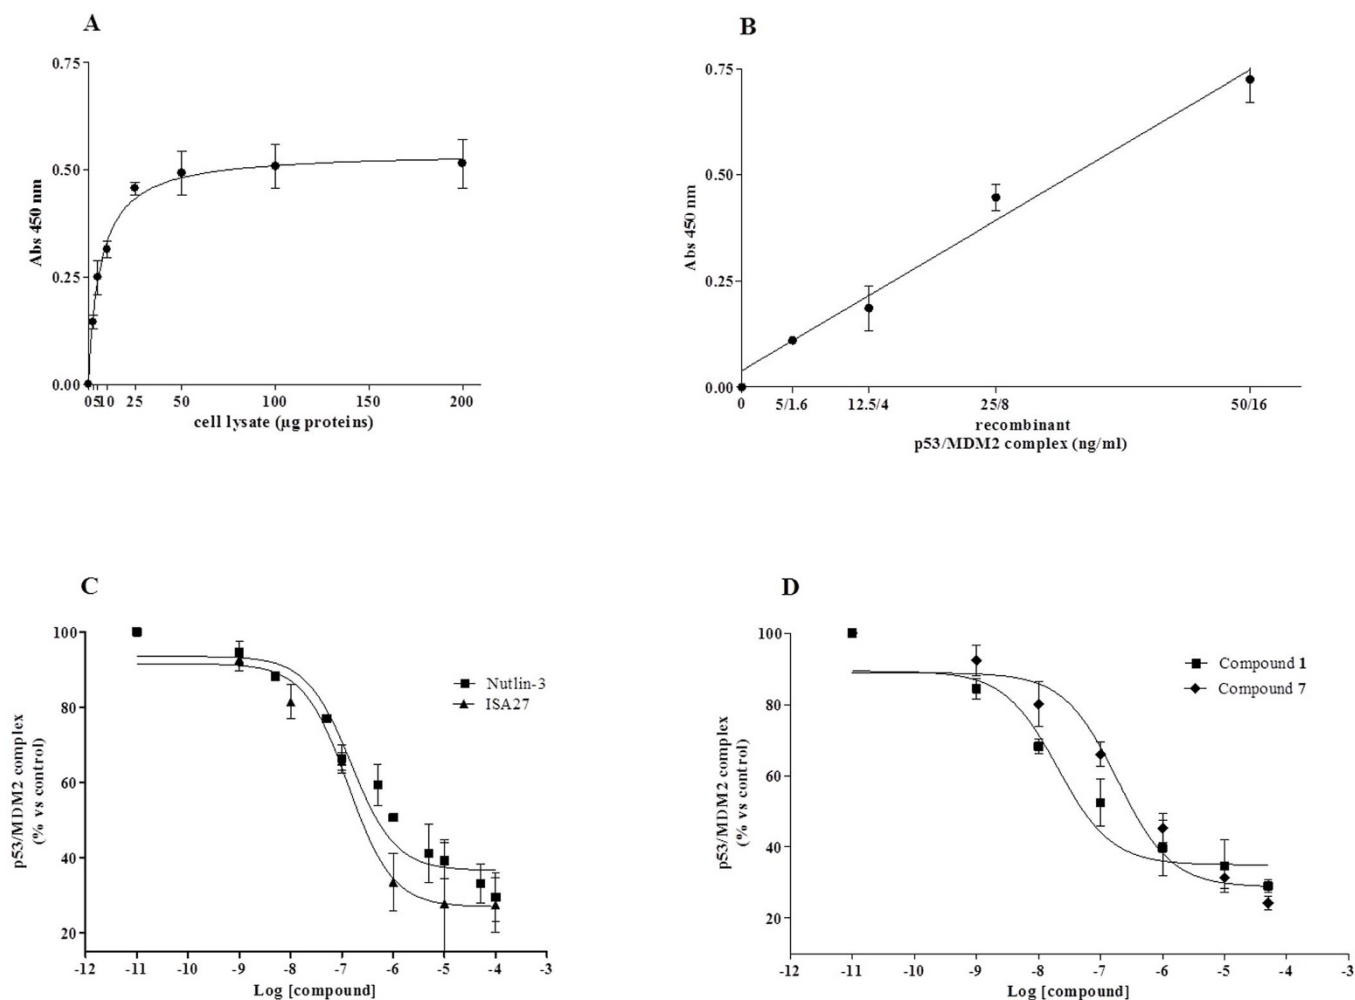 A
0.75
0.50
0.25
0.00
Abs 450 nm
0 5 10 25 50 100 150 200
cell lysate (µg proteins)
B
0.75
0.50
0.25
0.00
Abs 450 nm
0 5/1.6 12.5/4 25/8 50/16
recombinant
p53/MDM2 complex (ng/ml)
C
100
80
60
40
20
p53/MDM2 complex
(% vs control)
Nutlin-3
ISA27
-12 -11 -10 -9 -8 -7 -6 -5 -4 -3
Log [compound]
D
100
80
60
40
20
p53/MDM2 complex
(% vs control)
Compound 1
Compound 7
-12 -11 -10 -9 -8 -7 -6 -5 -4 -3
Log [compound]